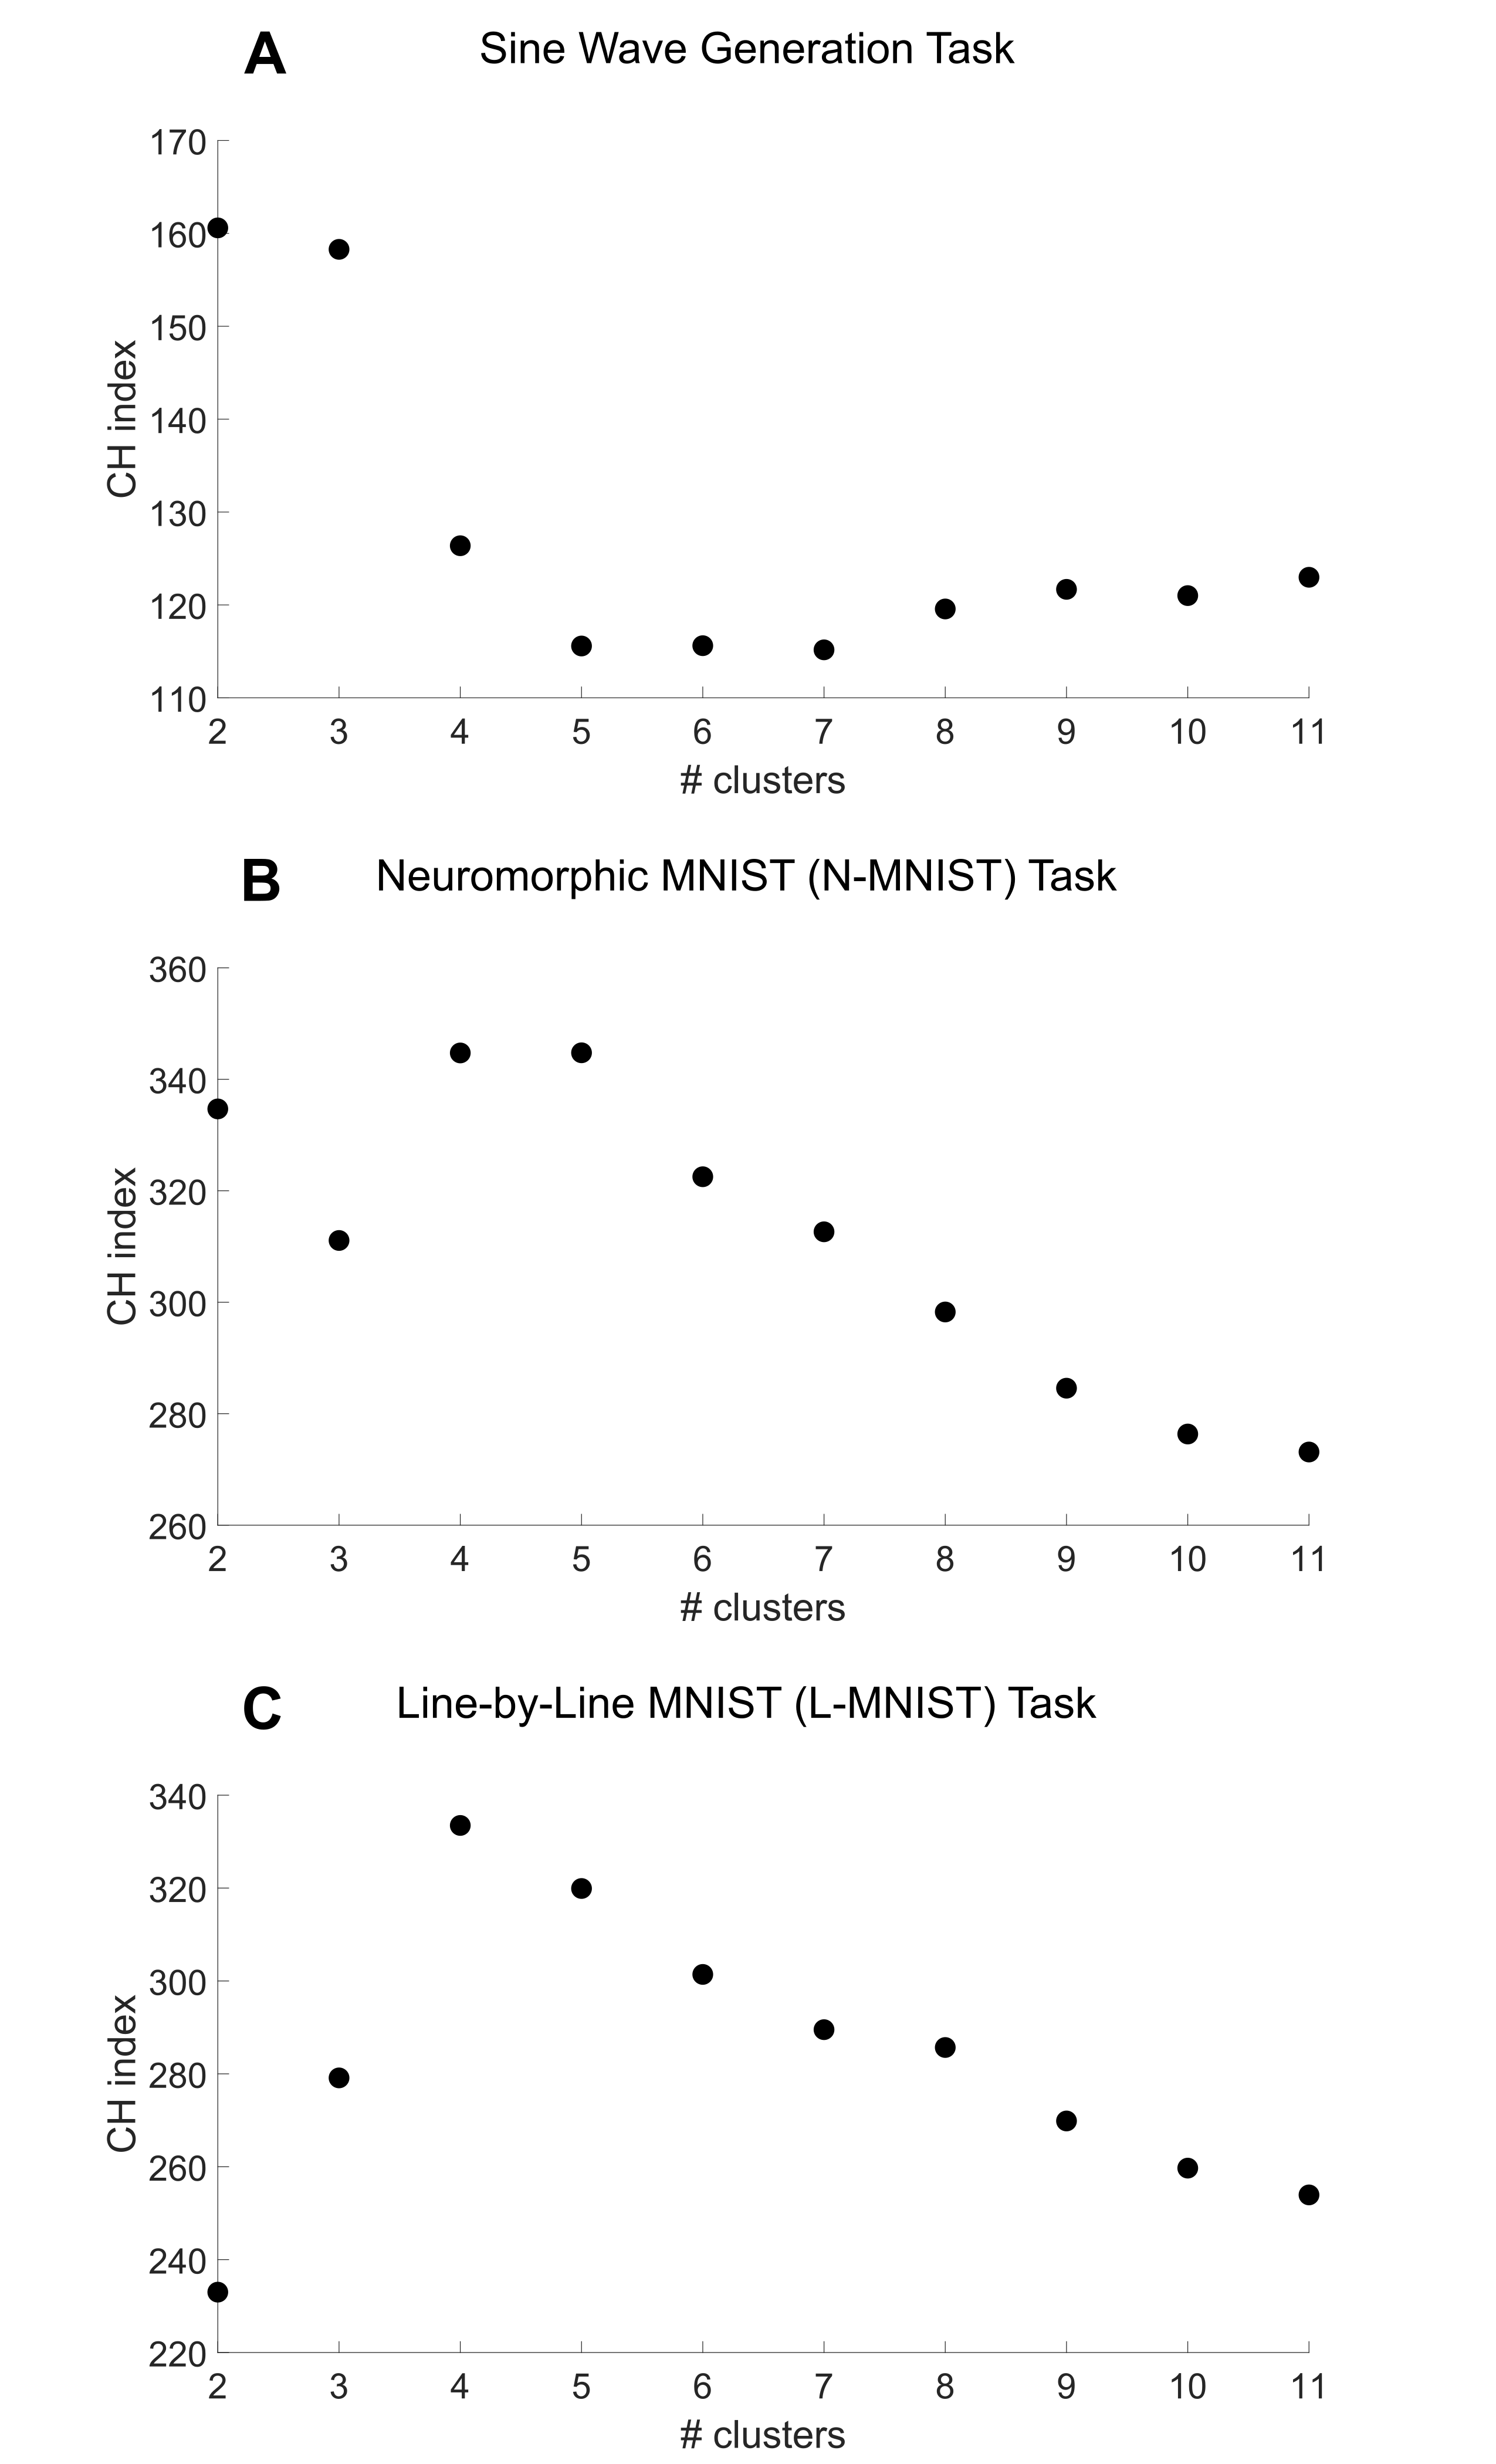 A Sine Wave Generation Task
170
160
150
140
130
120
110
CH index
2 3 4 5 6 7 8 9 10 11
# clusters
B Neuromorphic MNIST (N-MNIST) Task
360
340
320
300
280
260
CH index
2 3 4 5 6 7 8 9 10 11
# clusters
C Line-by-Line MNIST (L-MNIST) Task
340
320
300
280
260
240
220
CH index
2 3 4 5 6 7 8 9 10 11
# clusters